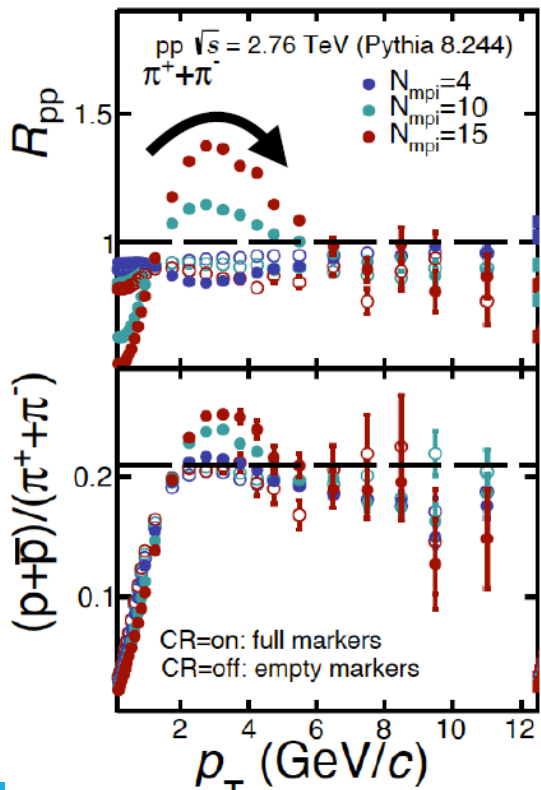 pp √s = 2.76 TeV (Pythia 8.244)
π⁺+π⁻
N_mpi=4
N_mpi=10
N_mpi=15
R_pp
1.5
1
(p+p̅)/(π⁺+π⁻)
0.2
0.1
CR=on: full markers
CR=off: empty markers
2 4 6 8 10 12
p_T (GeV/c)